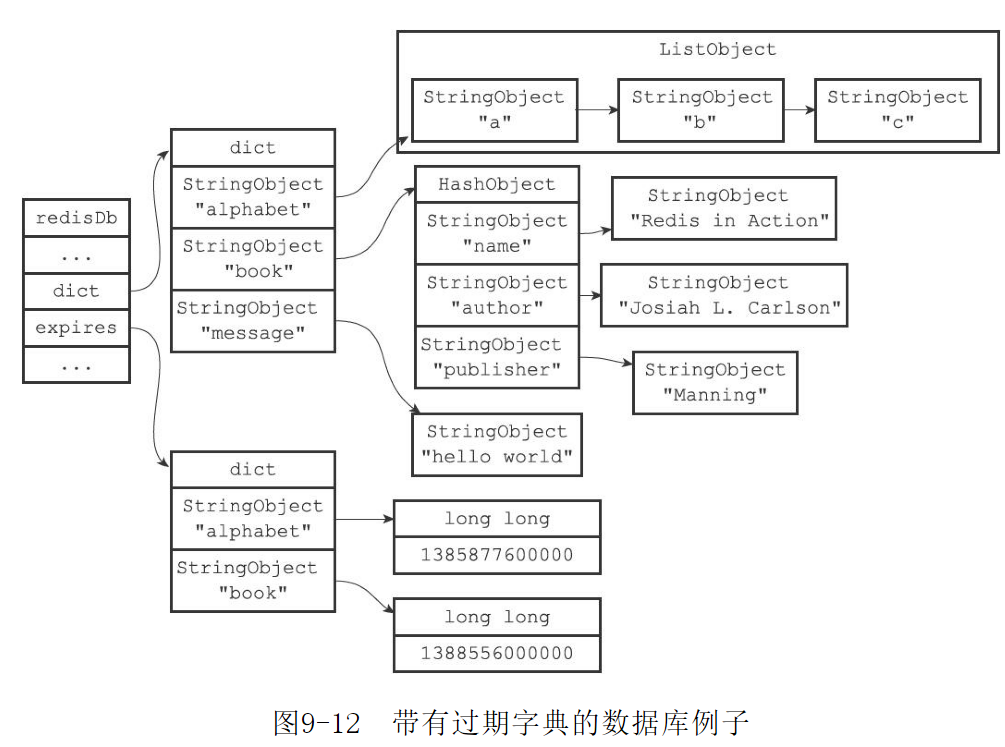 redisDb
...
dict
expires
...
dict
StringObject
"alphabet"
StringObject
"book"
StringObject
"message"
ListObject
StringObject
"a"
StringObject
"b"
StringObject
"c"
HashObject
StringObject
"name"
StringObject
"author"
StringObject
"publisher"
StringObject
"Redis in Action"
StringObject
"Josiah L. Carlson"
StringObject
"Manning"
StringObject
"hello world"
dict
StringObject
"alphabet"
StringObject
"book"
long long
1385877600000
long long
1388556000000
图9-12 带有过期字典的数据库例子